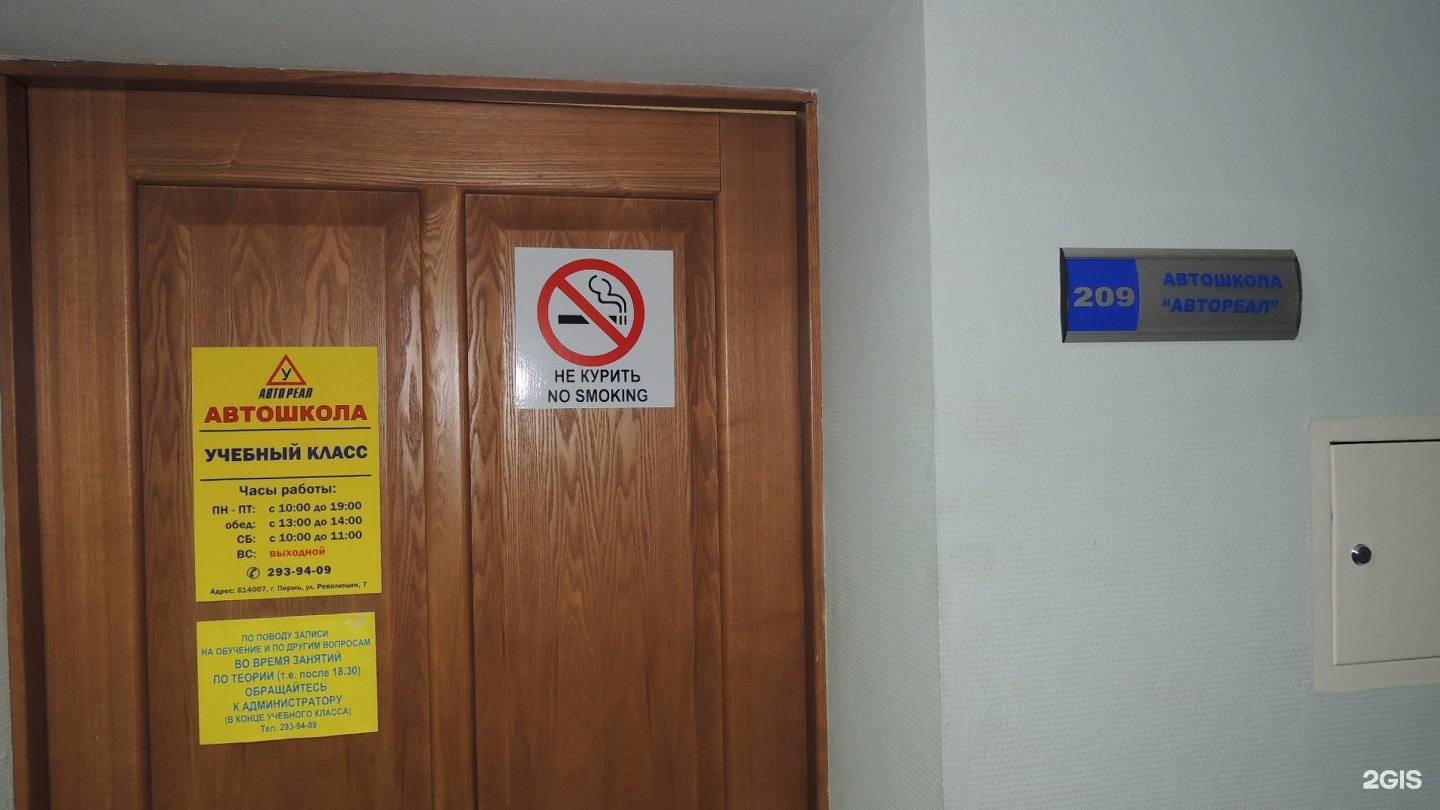 У
АВТОРЕАЛ
АВТОШКОЛА
УЧЕБНЫЙ КЛАСС
Часы работы:
ПН - ПТ: с 10:00 до 19:00
обед: с 13:00 до 14:00
СБ: с 10:00 до 11:00
ВС: выходной
✆ 293-94-09
Адрес: 614007, г. Пермь, ул. Революции, 7
ПО ПОВОДУ ЗАПИСИ
НА ОБУЧЕНИЕ И ПО ДРУГИМ ВОПРОСАМ
ВО ВРЕМЯ ЗАНЯТИЙ
ПО ТЕОРИИ (т.е. после 18.30)
ОБРАЩАЙТЕСЬ
К АДМИНИСТРАТОРУ
(В КОНЦЕ УЧЕБНОГО КЛАССА)
Тел. 293-94-09
НЕ КУРИТЬ
NO SMOKING
209
АВТОШКОЛА
“АВТОРЕАЛ”
2GIS